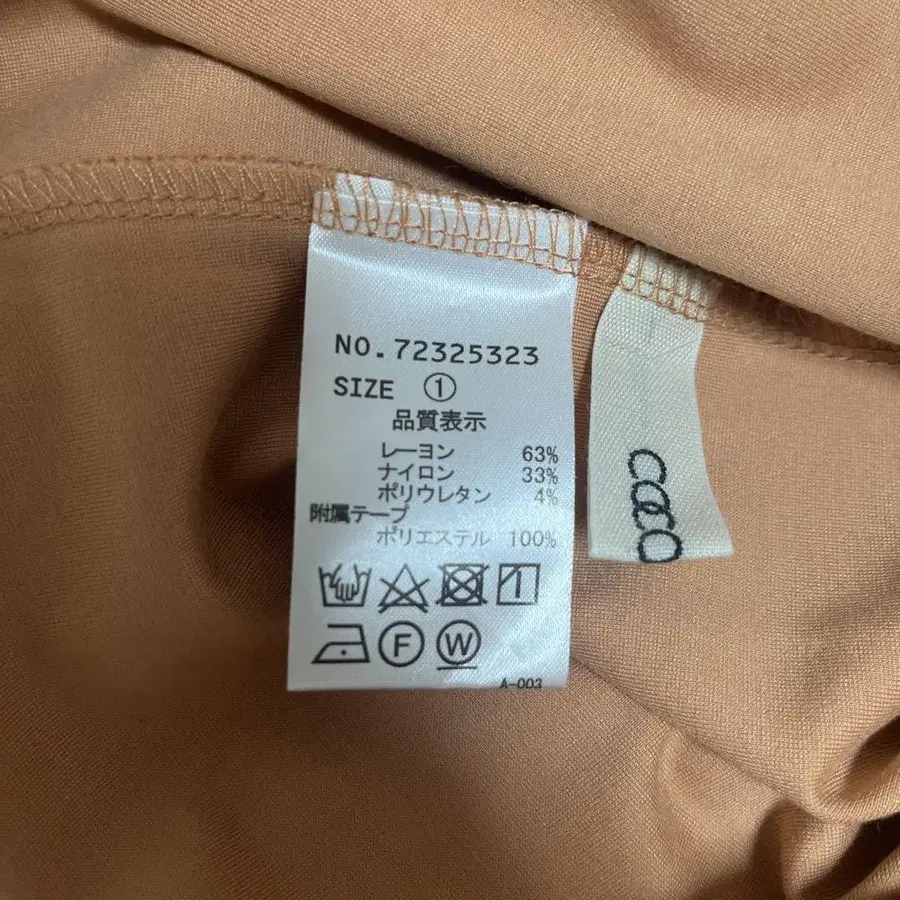 NO.72325323
SIZE ①
品質表示
レーヨン 63%
ナイロン 33%
ポリウレタン 4%
附属テープ
ポリエステル 100%
F W
A-003